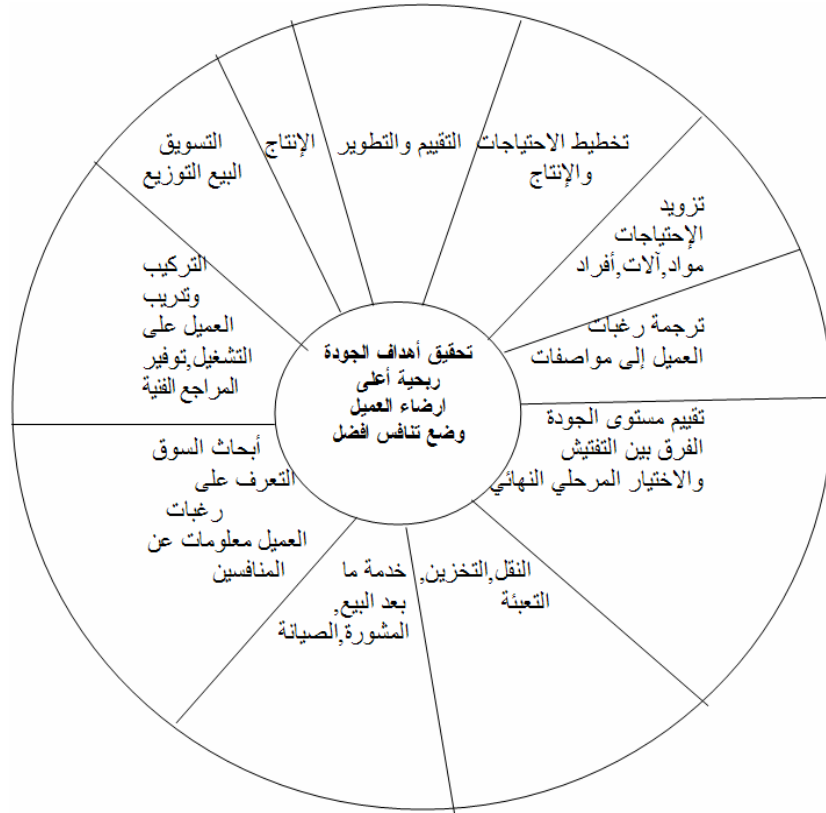 تخطيط الاحتياجات
والإنتاج
التقييم والتطوير
الإنتاج
التسويق
البيع التوزيع
تزويد
الإحتياجات
مواد,آلات,أفراد
التركيب
وتدريب
العميل على
التشغيل,توفير
المراجع الفنية
ترجمة رغبات
العميل إلى مواصفات
تحقيق أهداف الجودة
ربحية أعلى
ارضاء العميل
وضع تنافس افضل
تقييم مستوى الجودة
الفرق بين التفتيش
والاختيار المرحلي النهائي
أبحاث السوق
التعرف على
رغبات
العميل معلومات عن
المنافسين
النقل,التخزين,
التعبئة
خدمة ما
بعد البيع,
المشورة,الصيانة